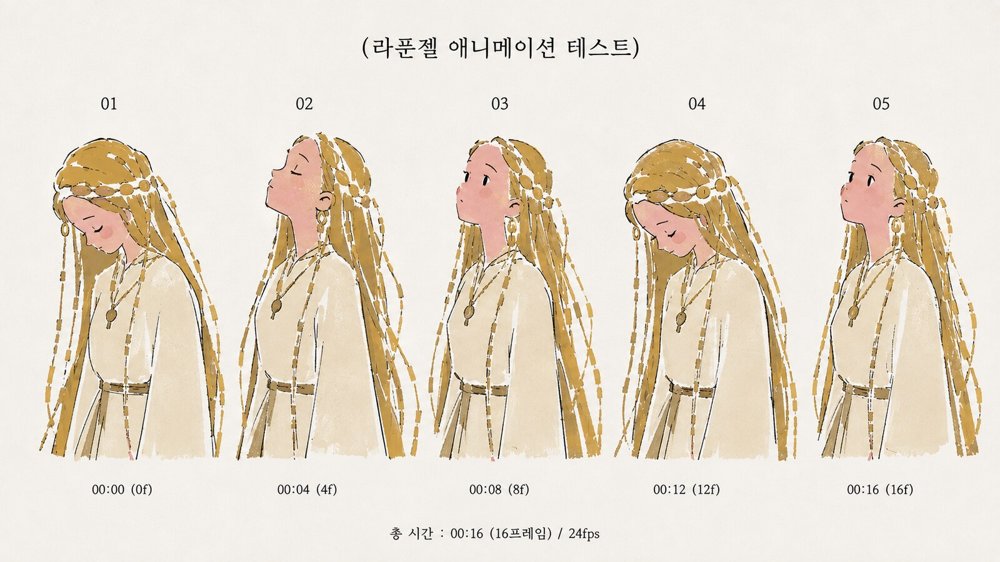 (라푼젤 애니메이션 테스트)
01 02 03 04 05
00:00 (0f) 00:04 (4f) 00:08 (8f) 00:12 (12f) 00:16 (16f)
총 시간 : 00:16 (16프레임) / 24fps